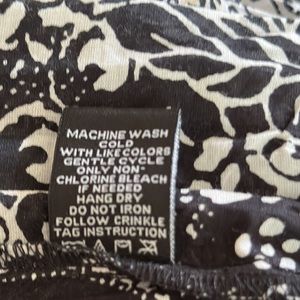 MACHINE WASH
COLD
WITH LIKE COLORS
GENTLE CYCLE
ONLY NON-
CHLORINE BLEACH
IF NEEDED
HANG DRY
DO NOT IRON
FOLLOW CRINKLE
TAG INSTRUCTION